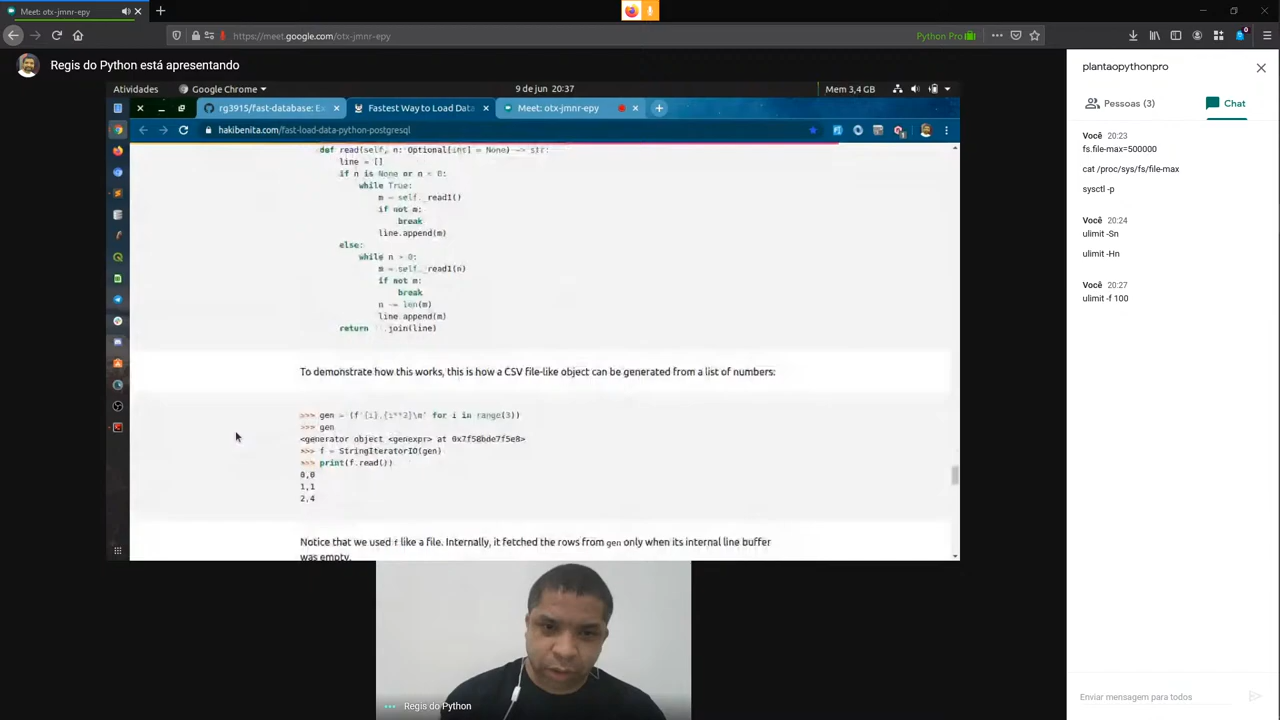 Meet: otx-jmnr-epy
https://meet.google.com/otx-jmnr-epy
Python Pro
Regis do Python está apresentando
Atividades
Google Chrome
9 de jun 20:37
Mem 3,4 GB
rg3915/fast-database: Ex
Fastest Way to Load Data
Meet: otx-jmnr-epy
hakibenita.com/fast-load-data-python-postgresql
def read(self, n: Optional[int] = None) -> str:
line = []
if n is None or n < 0:
while True:
m = self._read1()
if not m:
break
line.append(m)
else:
while n > 0:
m = self._read1(n)
if not m:
break
n -= len(m)
line.append(m)
return ''.join(line)
To demonstrate how this works, this is how a CSV file-like object can be generated from a list of numbers:
>>> gen = (f'{i},{i**2}\n' for i in range(3))
>>> gen
<generator object <genexpr> at 0x7f58bde7f5e8>
>>> f = StringIteratorIO(gen)
>>> print(f.read())
0,0
1,1
2,4
Notice that we used f like a file. Internally, it fetched the rows from gen only when its internal line buffer
was empty.
Regis do Python
plantaopythonpro
Pessoas (3)
Chat
Você 20:23
fs.file-max=500000
cat /proc/sys/fs/file-max
sysctl -p
Você 20:24
ulimit -Sn
ulimit -Hn
Você 20:27
ulimit -f 100
Enviar mensagem para todos